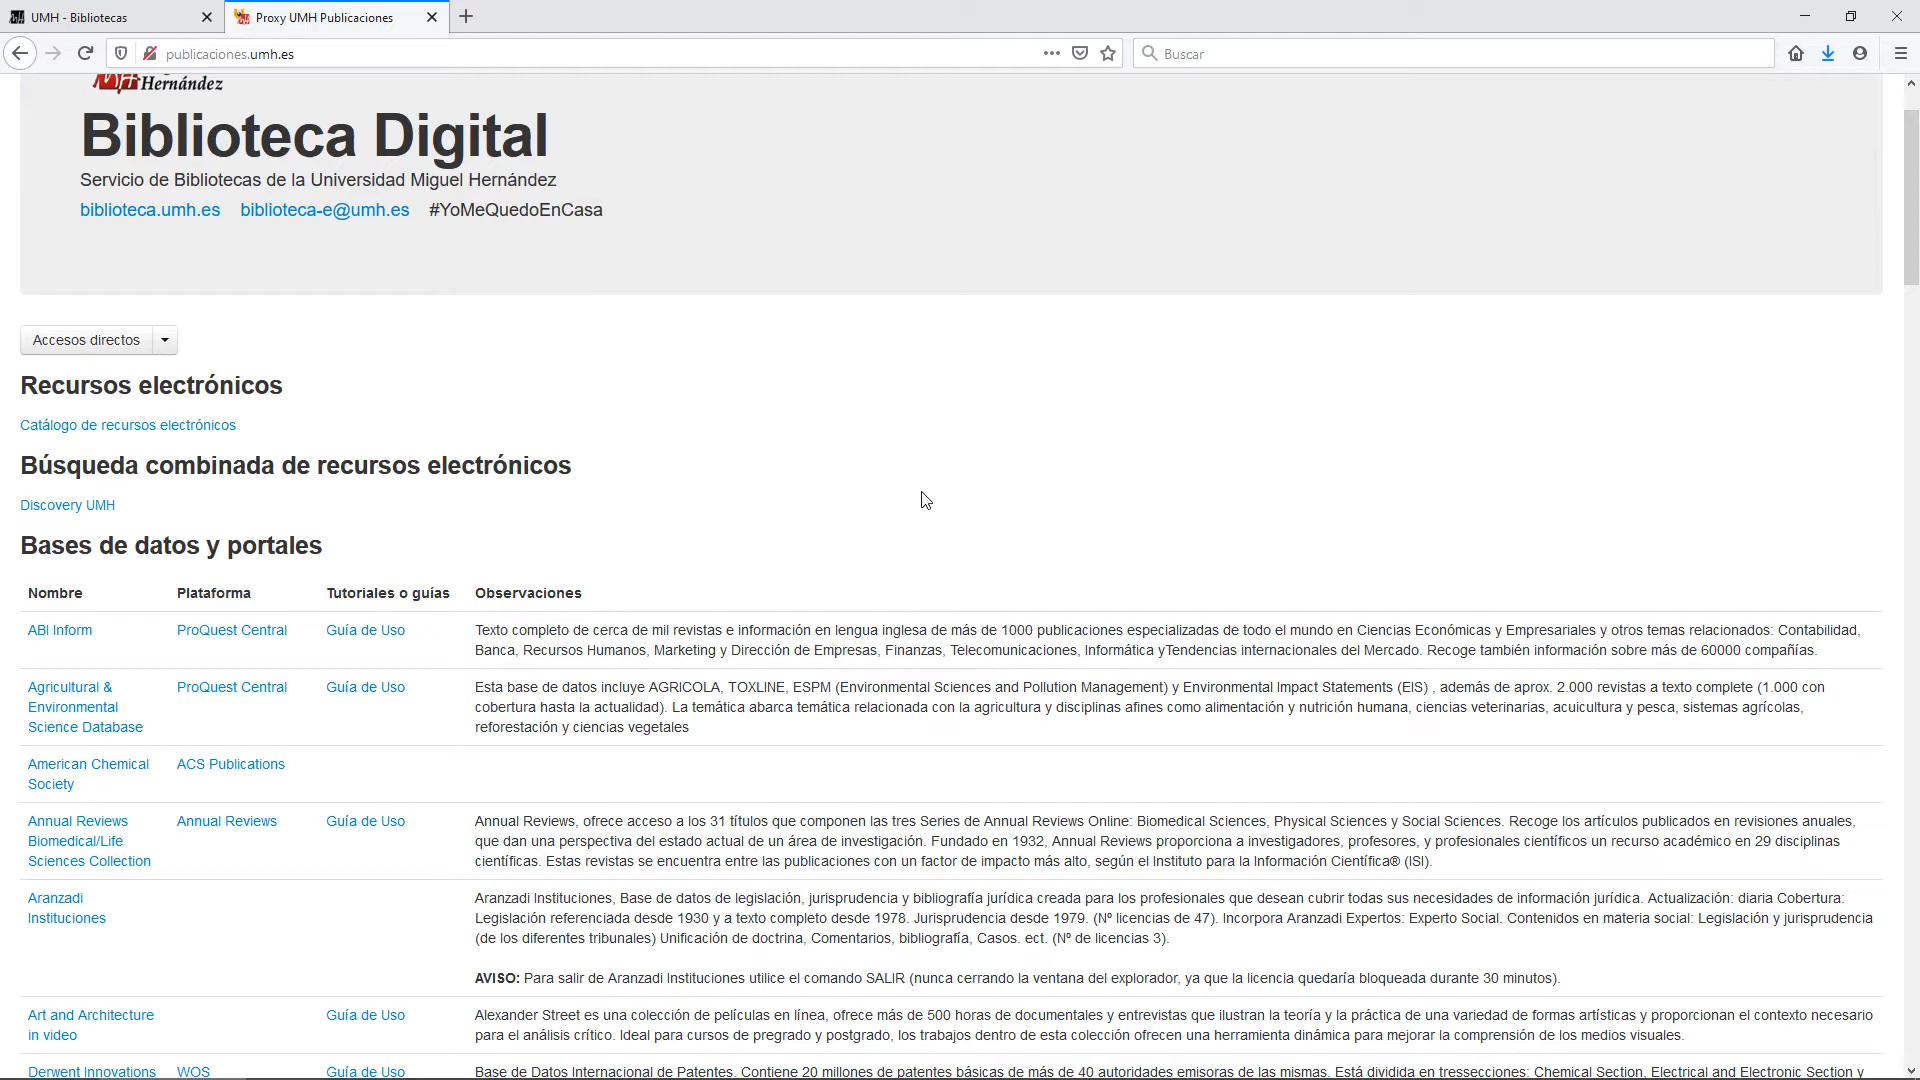 UMH - Bibliotecas
Proxy UMH Publicaciones
publicaciones.umh.es
Buscar
Hernández
Biblioteca Digital
Servicio de Bibliotecas de la Universidad Miguel Hernández
biblioteca.umh.es biblioteca-e@umh.es #YoMeQuedoEnCasa
Accesos directos
Recursos electrónicos
Catálogo de recursos electrónicos
Búsqueda combinada de recursos electrónicos
Discovery UMH
Bases de datos y portales
Nombre Plataforma Tutoriales o guías Observaciones
ABI Inform ProQuest Central Guía de Uso Texto completo de cerca de mil revistas e información en lengua inglesa de más de 1000 publicaciones especializadas de todo el mundo en Ciencias Económicas y Empresariales y otros temas relacionados: Contabilidad,
Banca, Recursos Humanos, Marketing y Dirección de Empresas, Finanzas, Telecomunicaciones, Informática yTendencias internacionales del Mercado. Recoge también información sobre más de 60000 compañías.
Agricultural & ProQuest Central Guía de Uso Esta base de datos incluye AGRICOLA, TOXLINE, ESPM (Environmental Sciences and Pollution Management) y Environmental Impact Statements (EIS) , además de aprox. 2.000 revistas a texto complete (1.000 con
Environmental cobertura hasta la actualidad). La temática abarca temática relacionada con la agricultura y disciplinas afines como alimentación y nutrición humana, ciencias veterinarias, acuicultura y pesca, sistemas agrícolas,
Science Database reforestación y ciencias vegetales
American Chemical ACS Publications
Society
Annual Reviews Annual Reviews Guía de Uso Annual Reviews, ofrece acceso a los 31 títulos que componen las tres Series de Annual Reviews Online: Biomedical Sciences, Physical Sciences y Social Sciences. Recoge los artículos publicados en revisiones anuales,
Biomedical/Life que dan una perspectiva del estado actual de un área de investigación. Fundado en 1932, Annual Reviews proporciona a investigadores, profesores, y profesionales científicos un recurso académico en 29 disciplinas
Sciences Collection científicas. Estas revistas se encuentra entre las publicaciones con un factor de impacto más alto, según el Instituto para la Información Científica® (ISI).
Aranzadi Aranzadi Instituciones, Base de datos de legislación, jurisprudencia y bibliografía jurídica creada para los profesionales que desean cubrir todas sus necesidades de información jurídica. Actualización: diaria Cobertura:
Instituciones Legislación referenciada desde 1930 y a texto completo desde 1978. Jurisprudencia desde 1979. (Nº licencias de 47). Incorpora Aranzadi Expertos: Experto Social. Contenidos en materia social: Legislación y jurisprudencia
(de los diferentes tribunales) Unificación de doctrina, Comentarios, bibliografía, Casos. ect. (Nº de licencias 3).
AVISO: Para salir de Aranzadi Instituciones utilice el comando SALIR (nunca cerrando la ventana del explorador, ya que la licencia quedaría bloqueada durante 30 minutos).
Art and Architecture Guía de Uso Alexander Street es una colección de películas en línea, ofrece más de 500 horas de documentales y entrevistas que ilustran la teoría y la práctica de una variedad de formas artísticas y proporcionan el contexto necesario
in video para el análisis crítico. Ideal para cursos de pregrado y postgrado, los trabajos dentro de esta colección ofrecen una herramienta dinámica para mejorar la comprensión de los medios visuales.
Derwent Innovations WOS Guía de Uso Base de Datos Internacional de Patentes. Contiene 20 millones de patentes básicas de más de 40 autoridades emisoras de las mismas. Está dividida en tressecciones: Chemical Section, Electrical and Electronic Section y